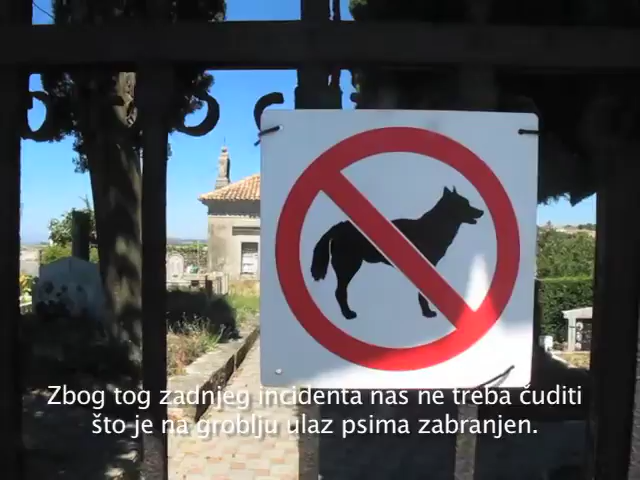 Zbog tog zadnjeg incidenta nas ne treba čuditi
što je na groblju ulaz psima zabranjen.